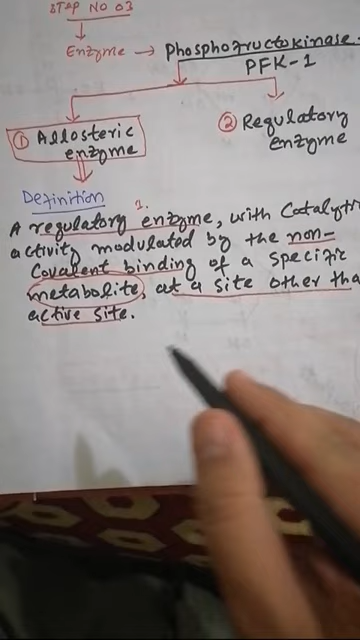 STEP NO 03
Enzyme → Phosphofructokinase.
PFK-1
① Allosteric
enzyme
② Regulatory
enzyme
Definition
1.
A regulatory enzyme, with Catalytic
activity modulated by the non-
Covalent binding of a specific
metabolite, at a site other tha
active site.